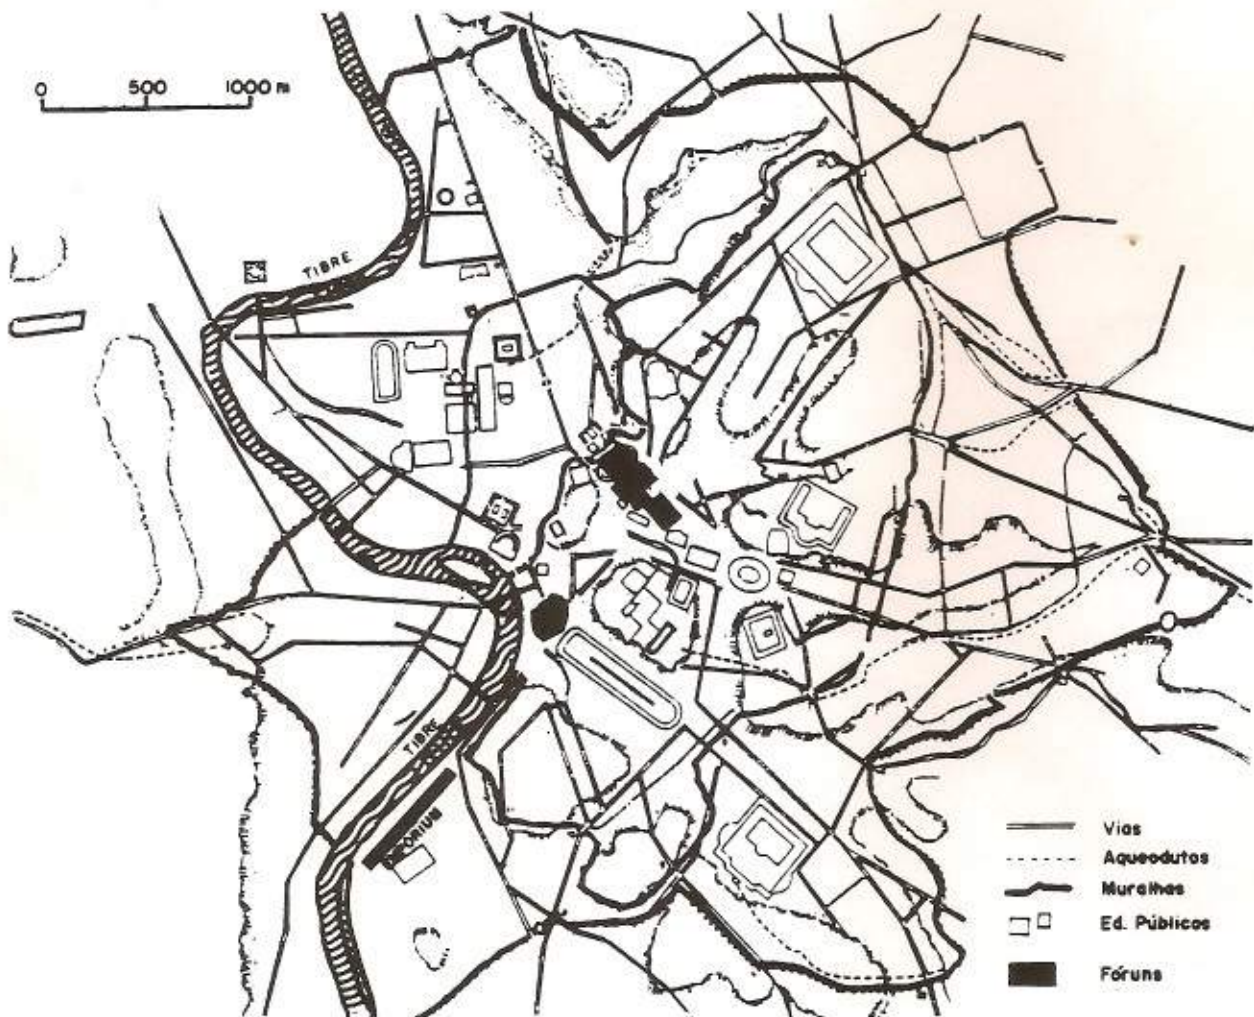 0 500 1000 m
TIBRE
TIBRE
Vias
Aqueodutos
Muralhas
Ed. Públicos
Fóruns